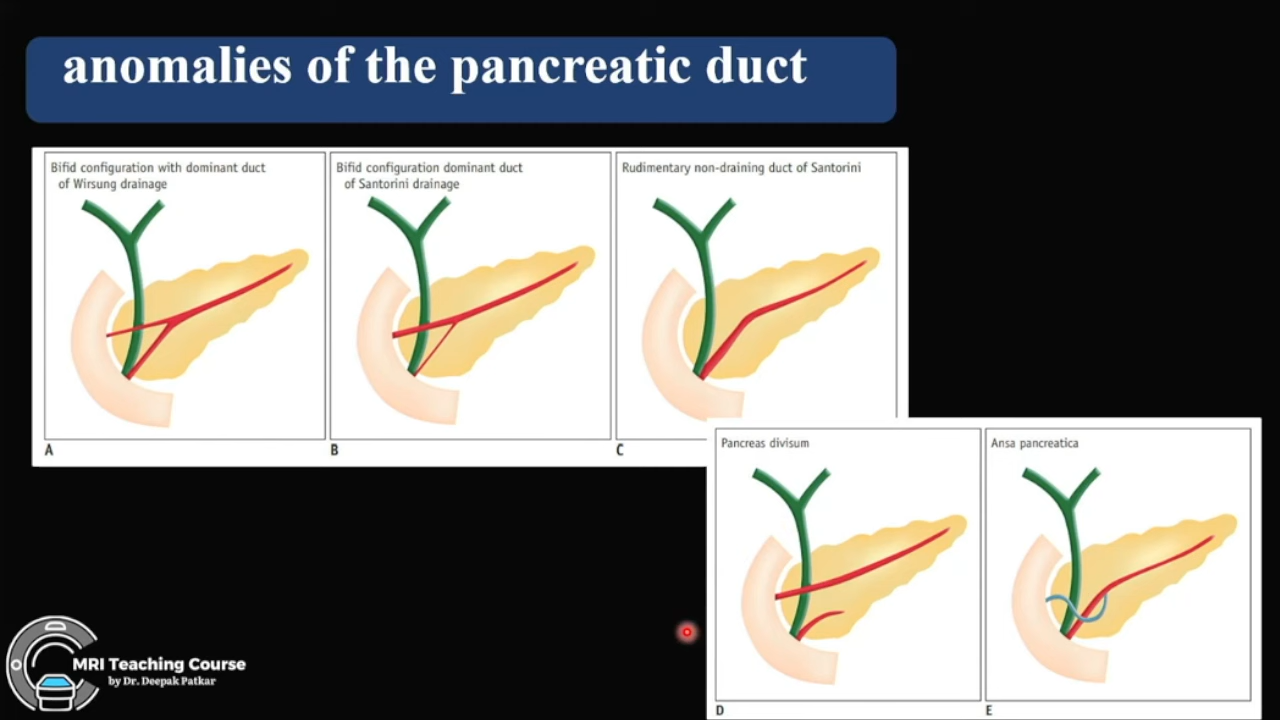 anomalies of the pancreatic duct
Bifid configuration with dominant duct
of Wirsung drainage
Bifid configuration dominant duct
of Santorini drainage
Rudimentary non-draining duct of Santorini
A
B
C
Pancreas divisum
Ansa pancreatica
D
E
MRI Teaching Course
by Dr. Deepak Patkar